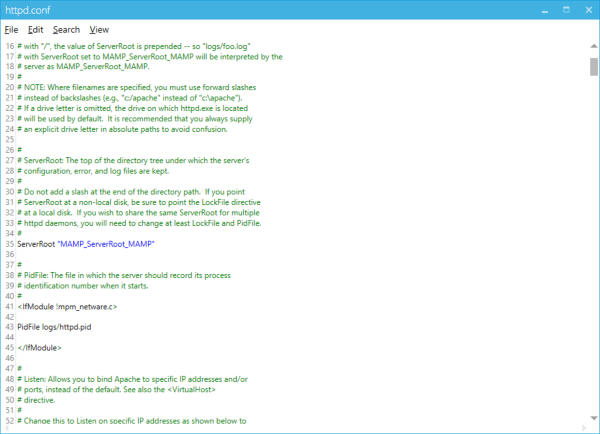 httpd.conf
File Edit Search View
16 # with "/", the value of ServerRoot is prepended -- so "logs/foo.log"
17 # with ServerRoot set to MAMP_ServerRoot_MAMP will be interpreted by the
18 # server as MAMP_ServerRoot_MAMP.
19 #
20 # NOTE: Where filenames are specified, you must use forward slashes
21 # instead of backslashes (e.g., "c:/apache" instead of "c:\apache").
22 # If a drive letter is omitted, the drive on which httpd.exe is located
23 # will be used by default.  It is recommended that you always supply
24 # an explicit drive letter in absolute paths to avoid confusion.
25
26 #
27 # ServerRoot: The top of the directory tree under which the server's
28 # configuration, error, and log files are kept.
29 #
30 # Do not add a slash at the end of the directory path.  If you point
31 # ServerRoot at a non-local disk, be sure to point the LockFile directive
32 # at a local disk.  If you wish to share the same ServerRoot for multiple
33 # httpd daemons, you will need to change at least LockFile and PidFile.
34 #
35 ServerRoot "MAMP_ServerRoot_MAMP"
36
37 #
38 # PidFile: The file in which the server should record its process
39 # identification number when it starts.
40 #
41 <IfModule !mpm_netware.c>
42
43 PidFile logs/httpd.pid
44
45 </IfModule>
46
47 #
48 # Listen: Allows you to bind Apache to specific IP addresses and/or
49 # ports, instead of the default. See also the <VirtualHost>
50 # directive.
51 #
52 # Change this to Listen on specific IP addresses as shown below to